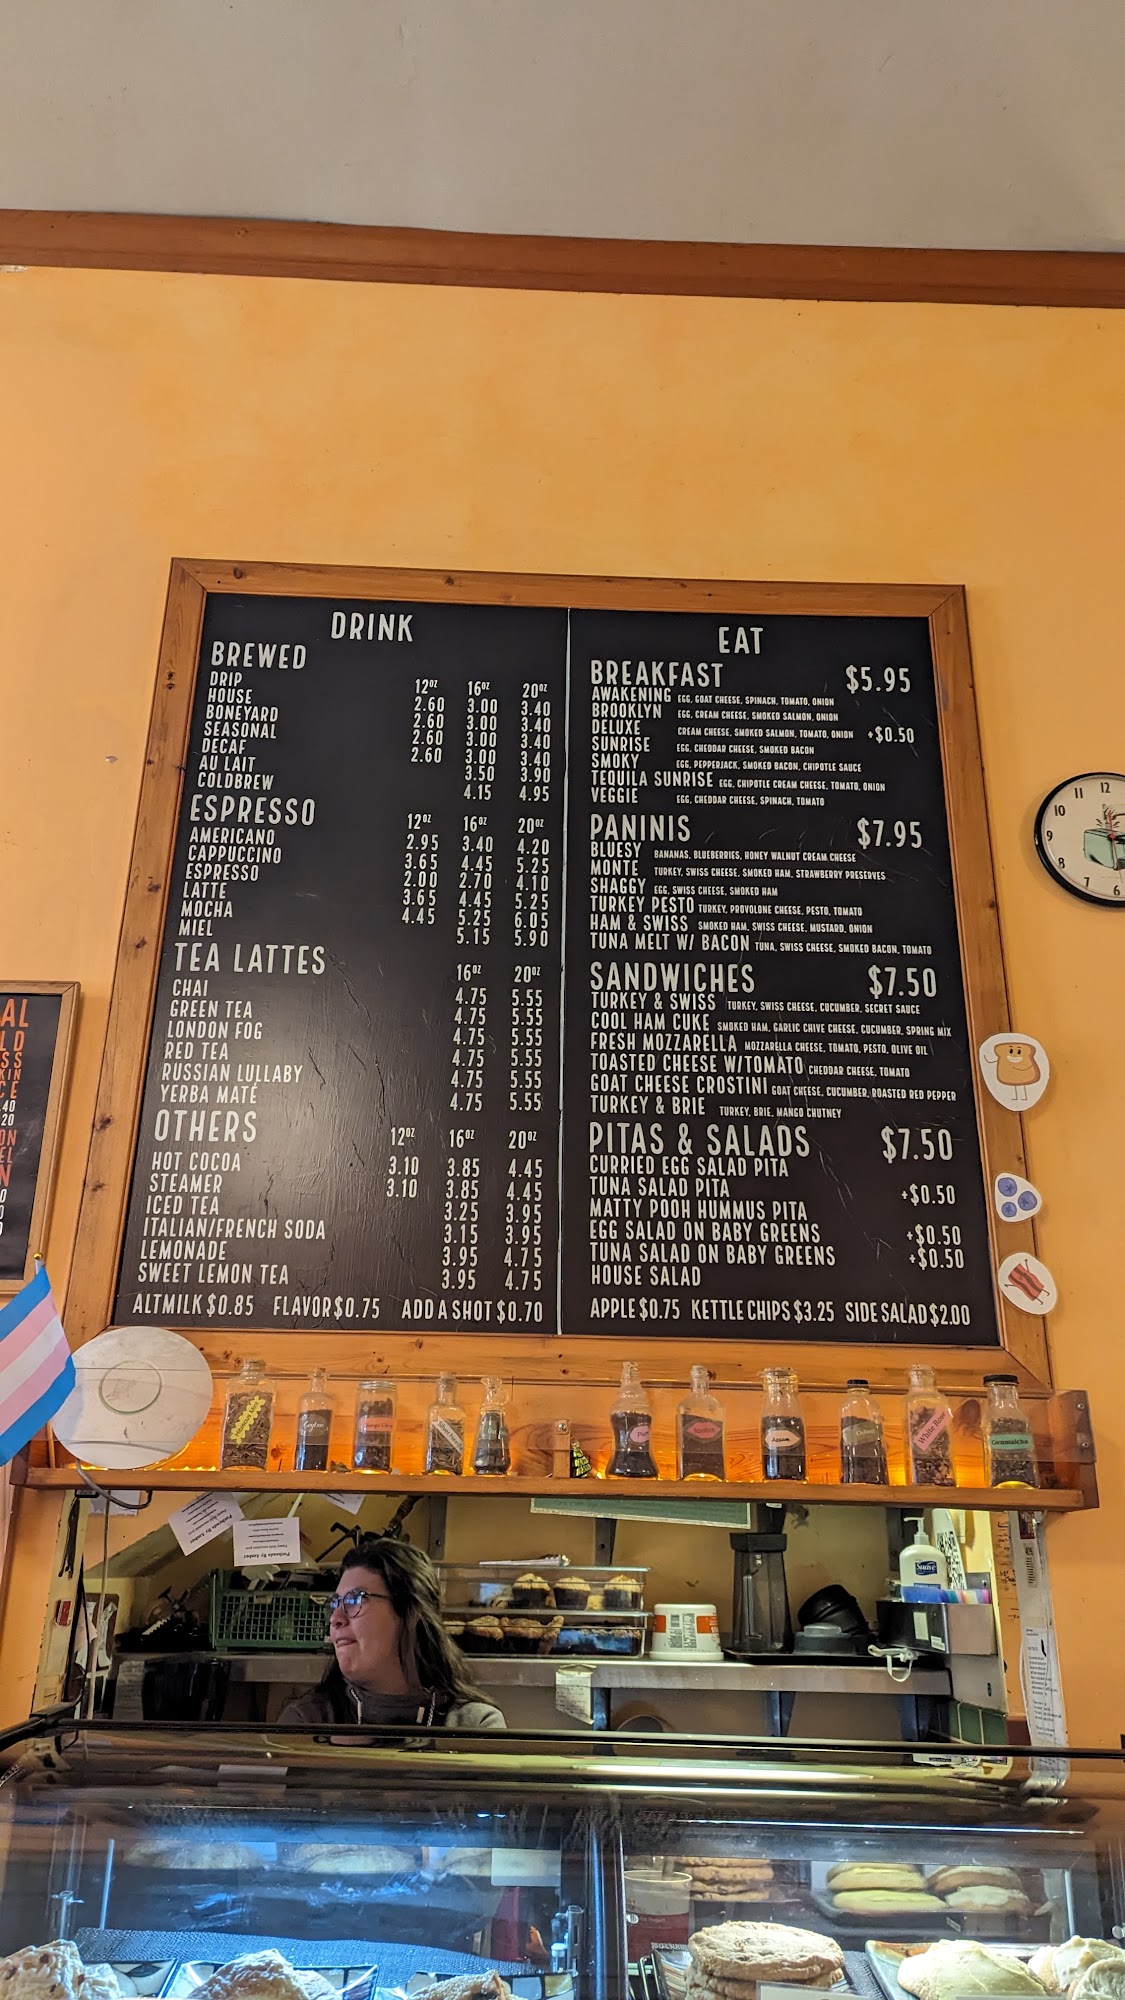 DRINK
BREWED
DRIP 12oz 16oz 20oz
HOUSE 2.60 3.00 3.40
BONEYARD 2.60 3.00 3.40
SEASONAL 2.60 3.00 3.40
DECAF 2.60 3.00 3.40
AU LAIT 3.50 3.90
COLDBREW 4.15 4.95
ESPRESSO 12oz 16oz 20oz
AMERICANO 2.95 3.40 4.20
CAPPUCCINO 3.65 4.45 5.25
ESPRESSO 2.00 2.70 4.10
LATTE 3.65 4.45 5.25
MOCHA 4.45 5.25 6.05
MIEL 5.15 5.90
TEA LATTES 16oz 20oz
CHAI 4.75 5.55
GREEN TEA 4.75 5.55
LONDON FOG 4.75 5.55
RED TEA 4.75 5.55
RUSSIAN LULLABY 4.75 5.55
YERBA MATÉ 4.75 5.55
OTHERS 12oz 16oz 20oz
HOT COCOA 3.10 3.85 4.45
STEAMER 3.10 3.85 4.45
ICED TEA 3.25 3.95
ITALIAN/FRENCH SODA 3.15 3.95
LEMONADE 3.95 4.75
SWEET LEMON TEA 3.95 4.75
ALTMILK $0.85 FLAVOR $0.75 ADD A SHOT $0.70
EAT
BREAKFAST $5.95
AWAKENING EGG, GOAT CHEESE, SPINACH, TOMATO, ONION
BROOKLYN EGG, CREAM CHEESE, SMOKED SALMON, ONION
DELUXE CREAM CHEESE, SMOKED SALMON, TOMATO, ONION +$0.50
SUNRISE EGG, CHEDDAR CHEESE, SMOKED BACON
SMOKY EGG, PEPPERJACK, SMOKED BACON, CHIPOTLE SAUCE
TEQUILA SUNRISE EGG, CHIPOTLE CREAM CHEESE, TOMATO, ONION
VEGGIE EGG, CHEDDAR CHEESE, SPINACH, TOMATO
PANINIS $7.95
BLUESY BANANAS, BLUEBERRIES, HONEY WALNUT CREAM CHEESE
MONTE TURKEY, SWISS CHEESE, SMOKED HAM, STRAWBERRY PRESERVES
SHAGGY EGG, SWISS CHEESE, SMOKED HAM
TURKEY PESTO TURKEY, PROVOLONE CHEESE, PESTO, TOMATO
HAM & SWISS SMOKED HAM, SWISS CHEESE, MUSTARD, ONION
TUNA MELT W/ BACON TUNA, SWISS CHEESE, SMOKED BACON, TOMATO
SANDWICHES $7.50
TURKEY & SWISS TURKEY, SWISS CHEESE, CUCUMBER, SECRET SAUCE
COOL HAM CUKE SMOKED HAM, GARLIC CHIVE CHEESE, CUCUMBER, SPRING MIX
FRESH MOZZARELLA MOZZARELLA CHEESE, TOMATO, PESTO, OLIVE OIL
TOASTED CHEESE W/TOMATO CHEDDAR CHEESE, TOMATO
GOAT CHEESE CROSTINI GOAT CHEESE, CUCUMBER, ROASTED RED PEPPER
TURKEY & BRIE TURKEY, BRIE, MANGO CHUTNEY
PITAS & SALADS $7.50
CURRIED EGG SALAD PITA
TUNA SALAD PITA +$0.50
MATTY POOH HUMMUS PITA
EGG SALAD ON BABY GREENS +$0.50
TUNA SALAD ON BABY GREENS +$0.50
HOUSE SALAD
APPLE $0.75 KETTLE CHIPS $3.25 SIDE SALAD $2.00
11 12
10
9
8
7 6
Ceylon
Assam
White Rose
Genmaicha
Potheads By Amber
Potheads By Amber
Suave